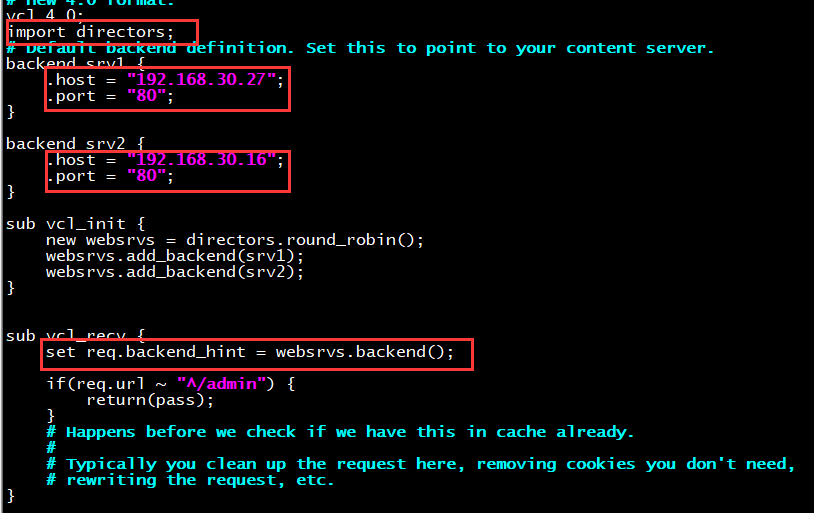 # new 4.0 format.
vcl 4.0;
import directors;
# Default backend definition. Set this to point to your content server.
backend srv1 {
    .host = "192.168.30.27";
    .port = "80";
}
backend srv2 {
    .host = "192.168.30.16";
    .port = "80";
}
sub vcl_init {
    new websrvs = directors.round_robin();
    websrvs.add_backend(srv1);
    websrvs.add_backend(srv2);
}
sub vcl_recv {
    set req.backend_hint = websrvs.backend();
    if(req.url ~ "^/admin") {
        return(pass);
    }
    # Happens before we check if we have this in cache already.
    #
    # Typically you clean up the request here, removing cookies you don't need,
    # rewriting the request, etc.
}